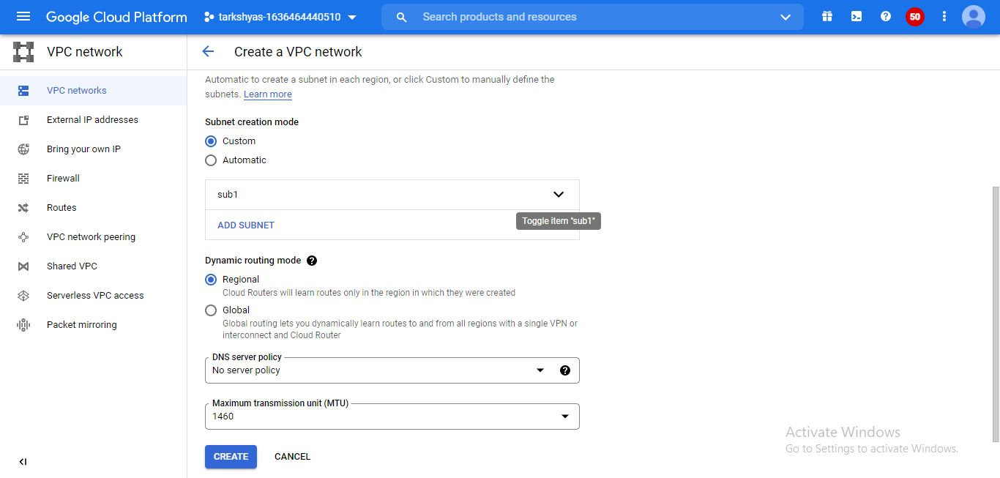 Google Cloud Platform
tarkshyas-1636464440510
Search products and resources
50
VPC network
Create a VPC network
VPC networks
External IP addresses
Bring your own IP
Firewall
Routes
VPC network peering
Shared VPC
Serverless VPC access
Packet mirroring
Automatic to create a subnet in each region, or click Custom to manually define the
subnets. Learn more
Subnet creation mode
Custom
Automatic
sub1
Toggle item "sub1"
ADD SUBNET
Dynamic routing mode
Regional
Cloud Routers will learn routes only in the region in which they were created
Global
Global routing lets you dynamically learn routes to and from all regions with a single VPN or
interconnect and Cloud Router
DNS server policy
No server policy
Maximum transmission unit (MTU)
1460
CREATE CANCEL
Activate Windows
Go to Settings to activate Windows.